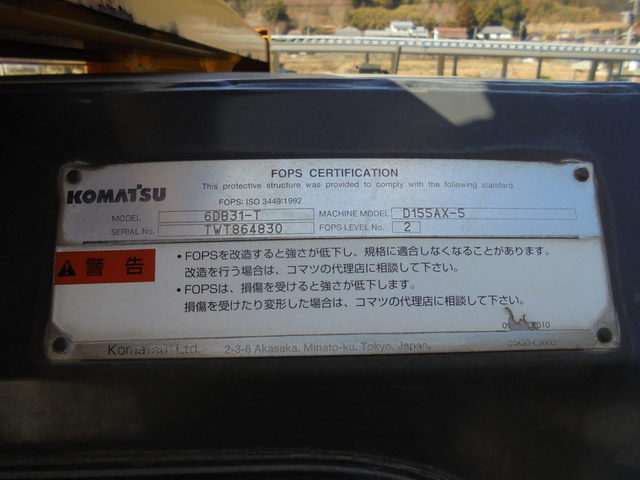 FOPS CERTIFICATION
This protective structure was provided to comply with the following standard.
KOMATSU
FOPS: ISO 3449:1992
MODEL 6DB31-T MACHINE MODEL D155AX-5
SERIAL No. TWT864830 FOPS LEVEL No. 2
警告
•FOPSを改造すると強さが低下し、規格に適合しなくなることがあります。
改造を行う場合は、コマツの代理店に相談して下さい。
•FOPSは、損傷を受けると強さが低下します。
損傷を受けたり変形した場合は、コマツの代理店に相談して下さい。
Komatsu Ltd. 2-3-6 Akasaka, Minato-ku, Tokyo, Japan.